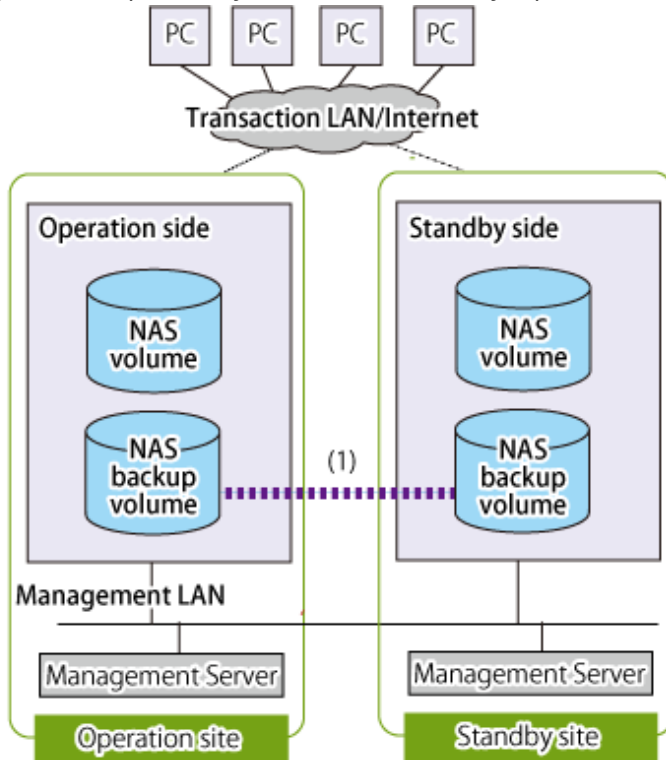 PC
PC
PC
PC
Transaction LAN/Internet
Operation side
NAS
volume
NAS
backup
volume
Standby side
NAS
volume
NAS
backup
volume
(1)
Management LAN
Management Server
Management Server
Operation site
Standby site